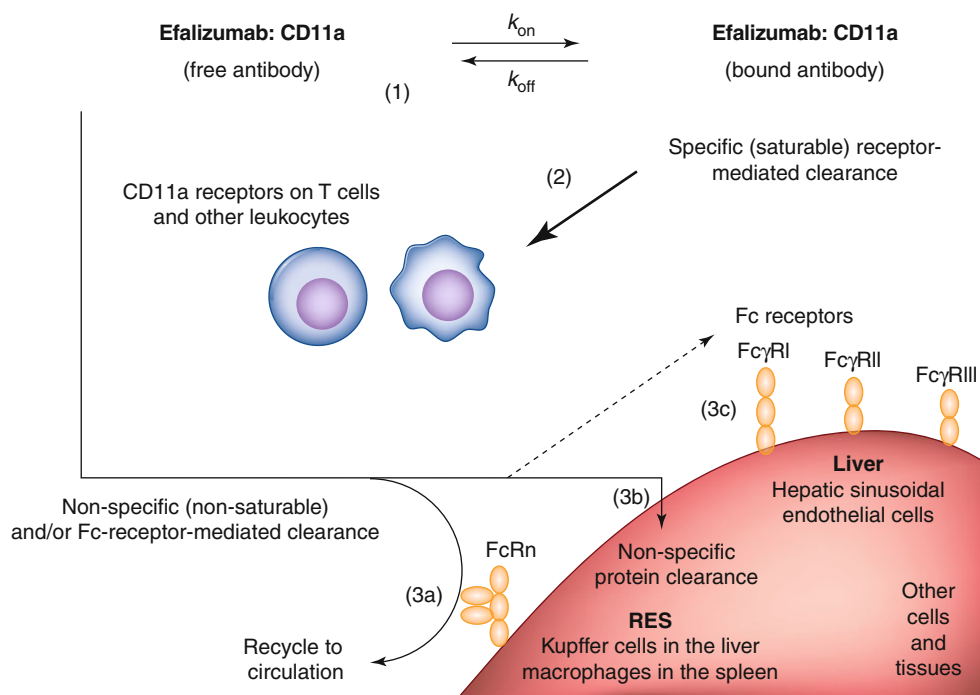 Efalizumab: CD11a
(free antibody)
kon
koff
Efalizumab: CD11a
(bound antibody)
(1)
Specific (saturable) receptor-
mediated clearance
(2)
CD11a receptors on T cells
and other leukocytes
Fc receptors
FcγRI
FcγRII
FcγRIII
(3c)
Liver
Hepatic sinusoidal
endothelial cells
(3b)
Non-specific (non-saturable)
and/or Fc-receptor-mediated clearance
FcRn
Non-specific
protein clearance
(3a)
Other
cells
and
tissues
RES
Kupffer cells in the liver
macrophages in the spleen
Recycle to
circulation